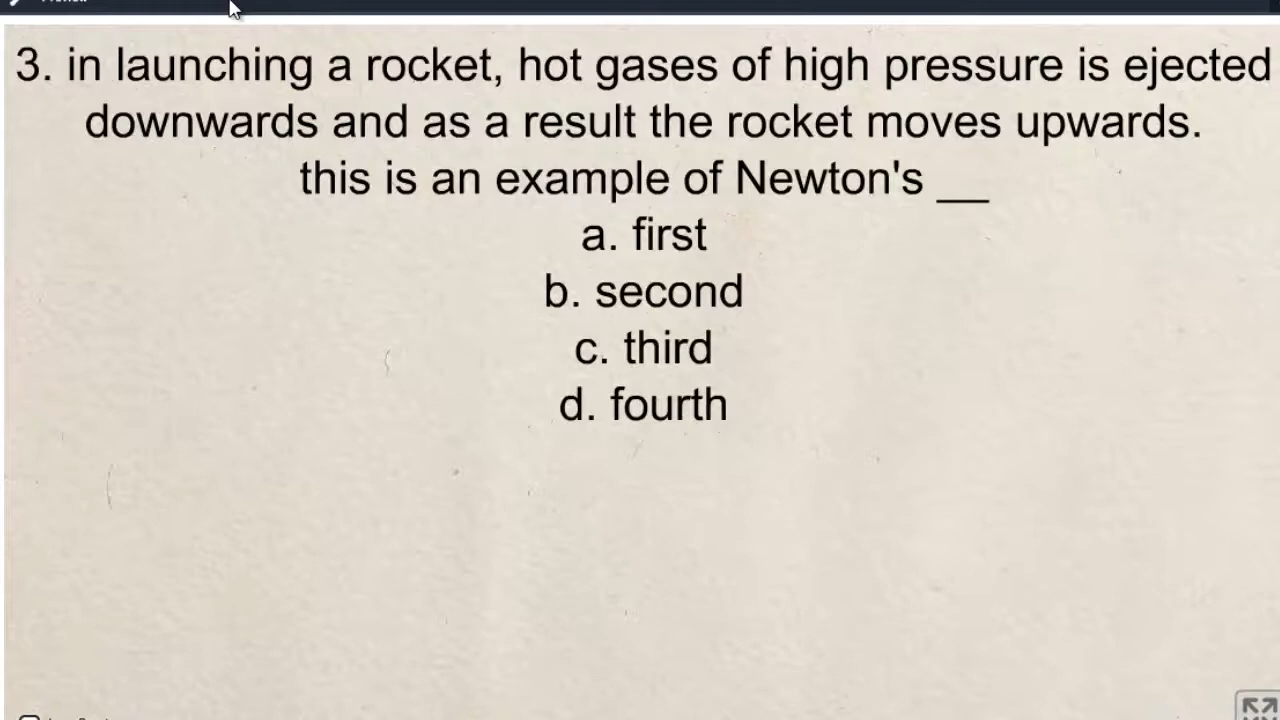 3. in launching a rocket, hot gases of high pressure is ejected
downwards and as a result the rocket moves upwards.
this is an example of Newton's __
a. first
b. second
c. third
d. fourth